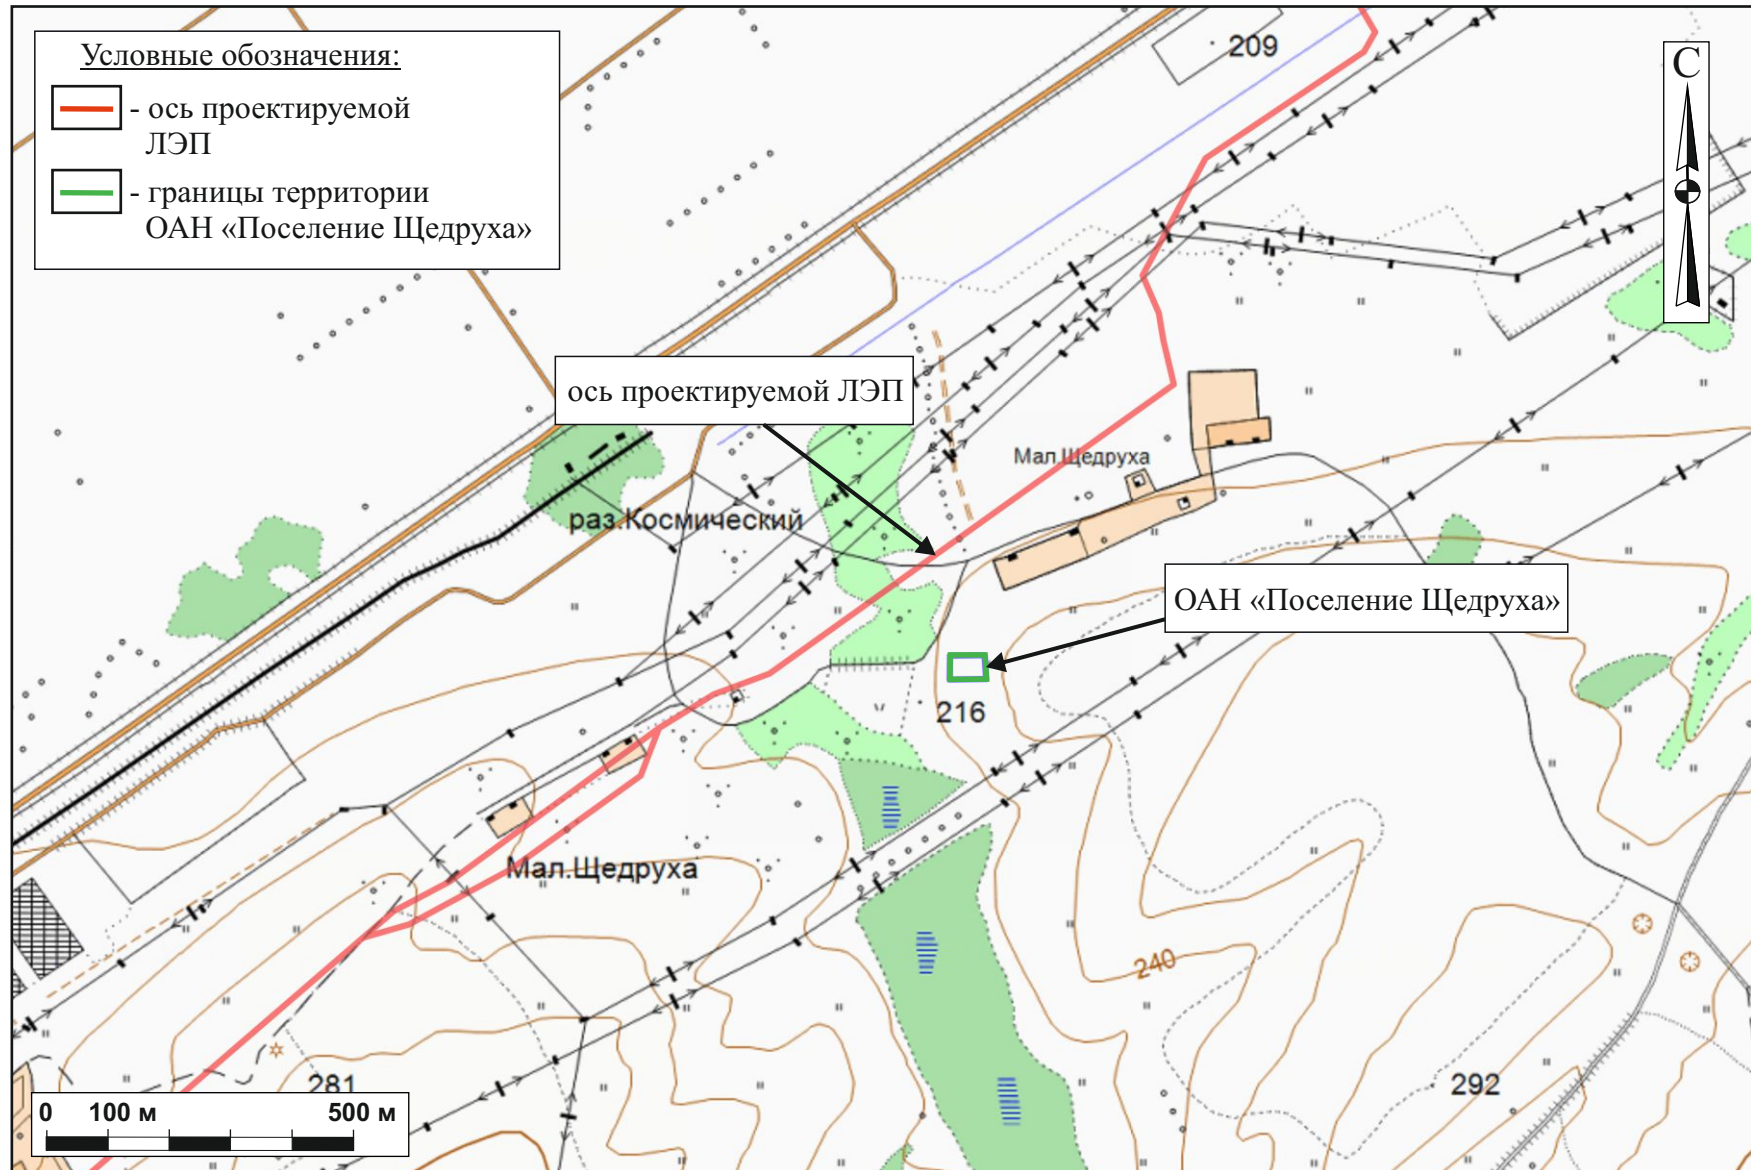 Условные обозначения:
- ось проектируемой
ЛЭП
- границы территории
ОАН «Поселение Щедруха»
209
С
ось проектируемой ЛЭП
Мал.Щедруха
раз.Космический
ОАН «Поселение Щедруха»
216
Мал.Щедруха
240
281
292
0 100 м 500 м